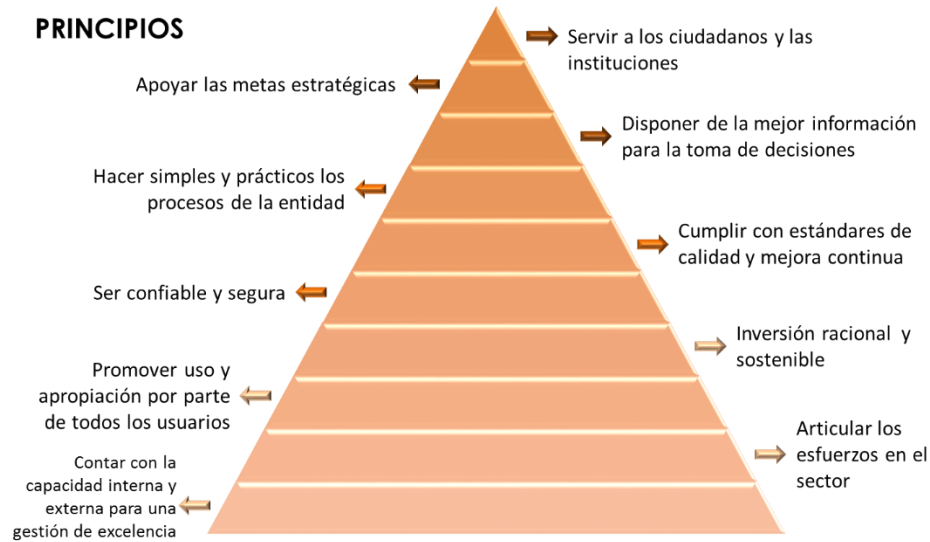 PRINCIPIOS
Servir a los ciudadanos y las
instituciones
Apoyar las metas estratégicas
Disponer de la mejor información
para la toma de decisiones
Hacer simples y prácticos los
procesos de la entidad
Cumplir con estándares de
calidad y mejora continua
Ser confiable y segura
Inversión racional y
sostenible
Promover uso y
apropiación por parte
de todos los usuarios
Articular los
esfuerzos en el
sector
Contar con la
capacidad interna y
externa para una
gestión de excelencia